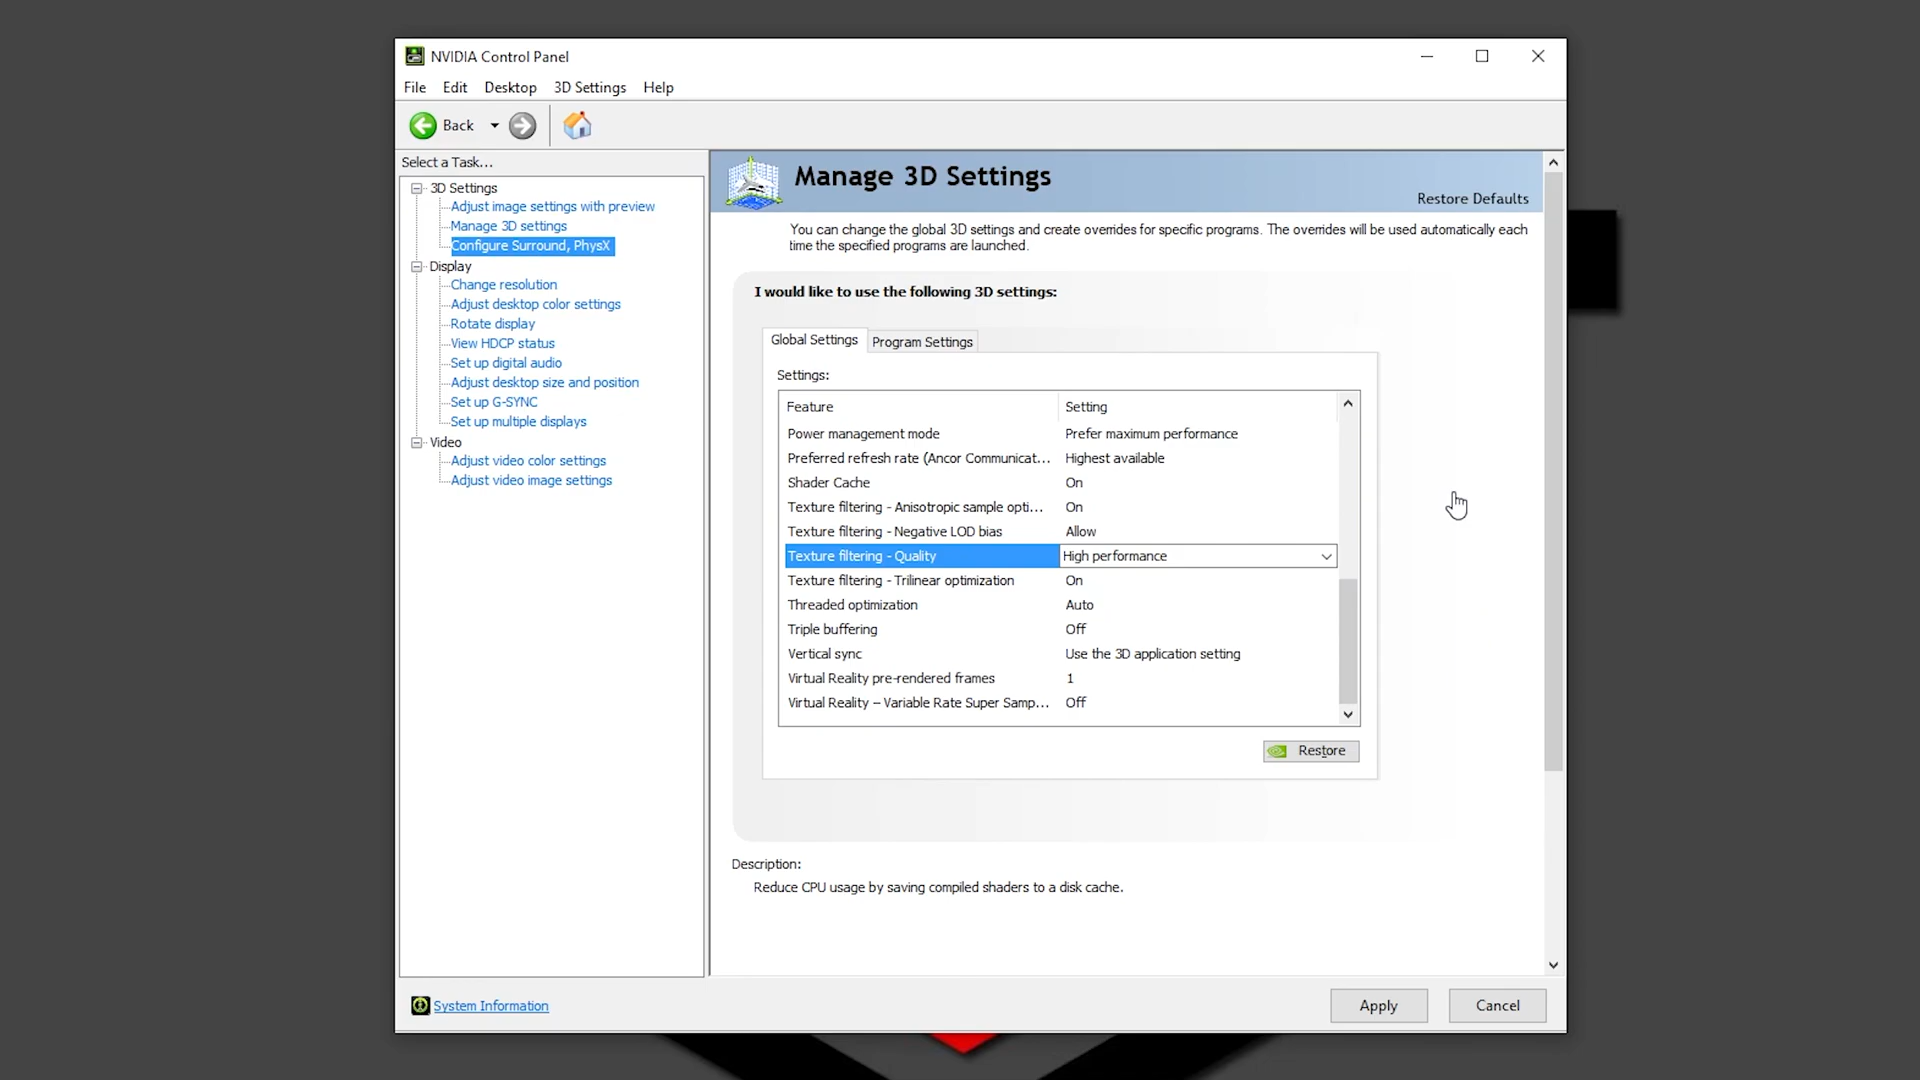 NVIDIA Control Panel
File Edit Desktop 3D Settings Help
Back
Select a Task...
3D Settings
Adjust image settings with preview
Manage 3D settings
Configure Surround, PhysX
Display
Change resolution
Adjust desktop color settings
Rotate display
View HDCP status
Set up digital audio
Adjust desktop size and position
Set up G-SYNC
Set up multiple displays
Video
Adjust video color settings
Adjust video image settings
Manage 3D Settings
Restore Defaults
You can change the global 3D settings and create overrides for specific programs. The overrides will be used automatically each
time the specified programs are launched.
I would like to use the following 3D settings:
Global Settings Program Settings
Settings:
Feature Setting
Power management mode Prefer maximum performance
Preferred refresh rate (Ancor Communicat... Highest available
Shader Cache On
Texture filtering - Anisotropic sample opti... On
Texture filtering - Negative LOD bias Allow
Texture filtering - Quality High performance
Texture filtering - Trilinear optimization On
Threaded optimization Auto
Triple buffering Off
Vertical sync Use the 3D application setting
Virtual Reality pre-rendered frames 1
Virtual Reality – Variable Rate Super Samp... Off
Restore
Description:
Reduce CPU usage by saving compiled shaders to a disk cache.
System Information
Apply Cancel